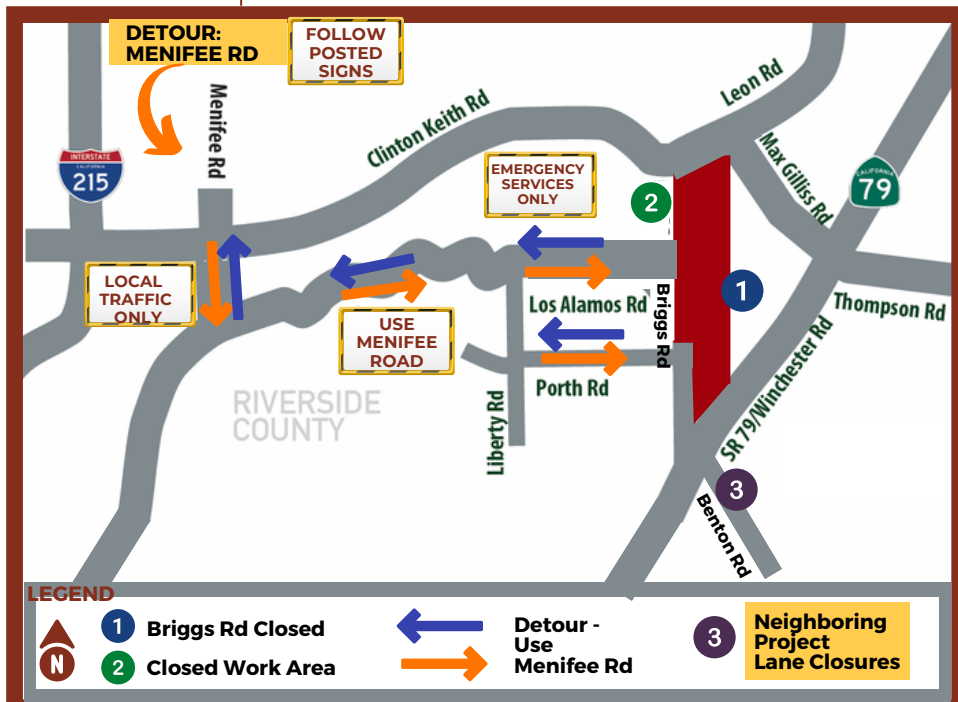 DETOUR:
MENIFEE RD
FOLLOW
POSTED
SIGNS
Menifee Rd
Clinton Keith Rd
Leon Rd
Max Gilliss Rd
INTERSTATE
CALIFORNIA
215
CALIFORNIA
79
EMERGENCY
SERVICES
ONLY
2
1
LOCAL
TRAFFIC
ONLY
USE
MENIFEE
ROAD
Los Alamos Rd
Briggs Rd
Thompson Rd
Porth Rd
Liberty Rd
SR 79/Winchester Rd
RIVERSIDE
COUNTY
3
Benton Rd
LEGEND
N
1 Briggs Rd Closed
2 Closed Work Area
Detour -
Use
Menifee Rd
3
Neighboring
Project
Lane Closures